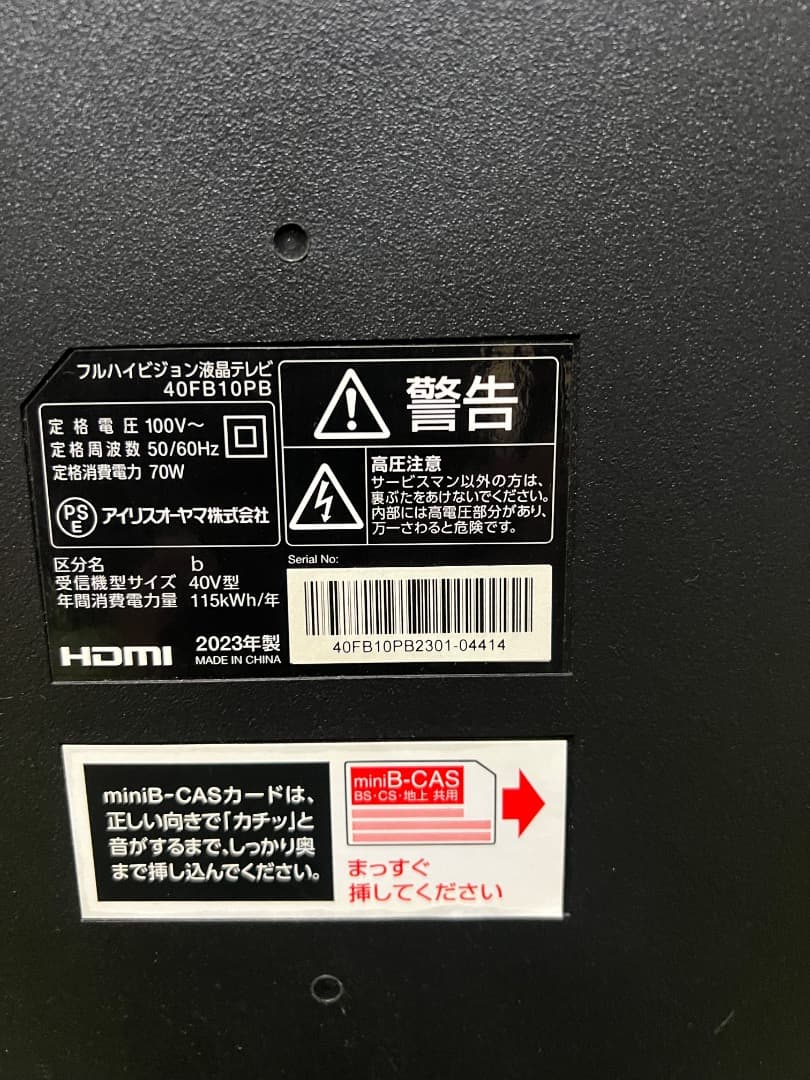 フルハイビジョン液晶テレビ
40FB10PB
定格電圧 100V～
定格周波数 50/60Hz
定格消費電力 70W
PS
E
アイリスオーヤマ株式会社
警告
高圧注意
サービスマン以外の方は、
裏ぶたをあけないでください。
内部には高電圧部分があり、
万一さわると危険です。
区分名 b
受信機型サイズ 40V型
年間消費電力量 115kWh/年
HDMI
2023年製
MADE IN CHINA
Serial No:
40FB10PB2301-04414
miniB-CASカードは、
正しい向きで「カチッ」と
音がするまで、しっかり奥
まで挿し込んでください。
miniB-CAS
BS・CS・地上 共用
まっすぐ
挿してください